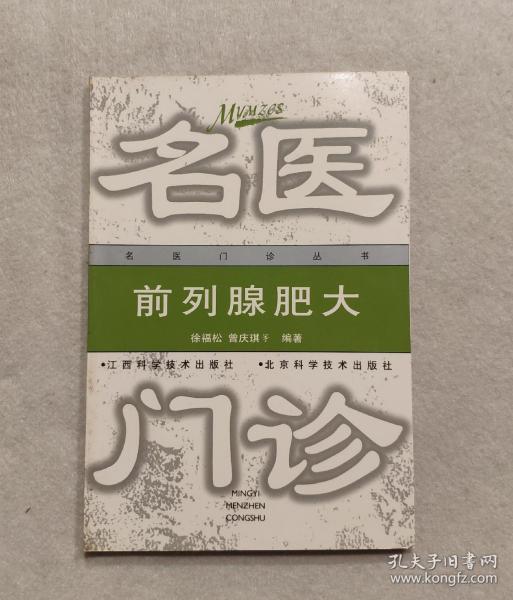 MVMZCS
名医
名医门诊丛书
前列腺肥大
徐福松 曾庆琪等 编著
•江西科学技术出版社 •北京科学技术出版社
门诊
MINGYI
MENZHEN
CONGSHU
孔夫子旧书网
www.kongfz.com